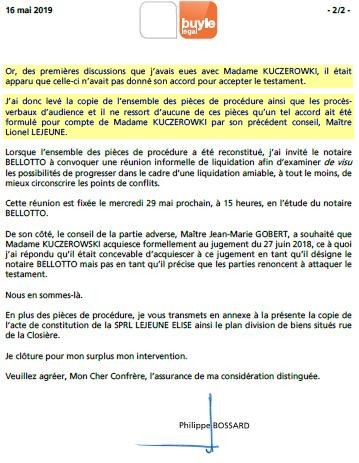 16 mai 2019
- 2/2 -
buyle
legal
Or, des premières discussions que j'avais eues avec Madame KUCZEROWKI, il était
apparu que celle-ci n'avait pas donné son accord pour accepter le testament.
J'ai donc levé la copie de l'ensemble des pièces de procédure ainsi que les procès-
verbaux d'audience et il ne ressort d'aucune de ces pièces qu'un tel accord ait été
formulé pour compte de Madame KUCZEROWKI par son précédent conseil, Maître
Lionel LEJEUNE.
Lorsque l'ensemble des pièces de procédure a été reconstitué, j'ai invité le notaire
BELLOTTO à convoquer une réunion informelle de liquidation afin d'examiner de visu
les possibilités de progresser dans le cadre d'une liquidation amiable, à tout le moins, de
mieux circonscrire les points de conflits.
Cette réunion est fixée le mercredi 29 mai prochain, à 15 heures, en l'étude du notaire
BELLOTTO.
De son côté, le conseil de la partie adverse, Maître Jean-Marie GOBERT, a souhaité que
Madame KUCZEROWSKI acquiesce formellement au jugement du 27 juin 2018, ce à quoi
j'ai répondu qu'il était concevable d'acquiescer à ce jugement en tant qu'il désigne le
notaire BELLOTTO mais pas en tant qu'il précise que les parties renoncent à attaquer le
testament.
Nous en sommes-là.
En plus des pièces de procédure, je vous transmets en annexe à la présente la copie de
l'acte de constitution de la SPRL LEJEUNE ELISE ainsi le plan division de biens situés rue
de la Closière.
Je clôture pour mon surplus mon intervention.
Veuillez agréer, Mon Cher Confrère, l'assurance de ma considération distinguée.
Philippe BOSSARD